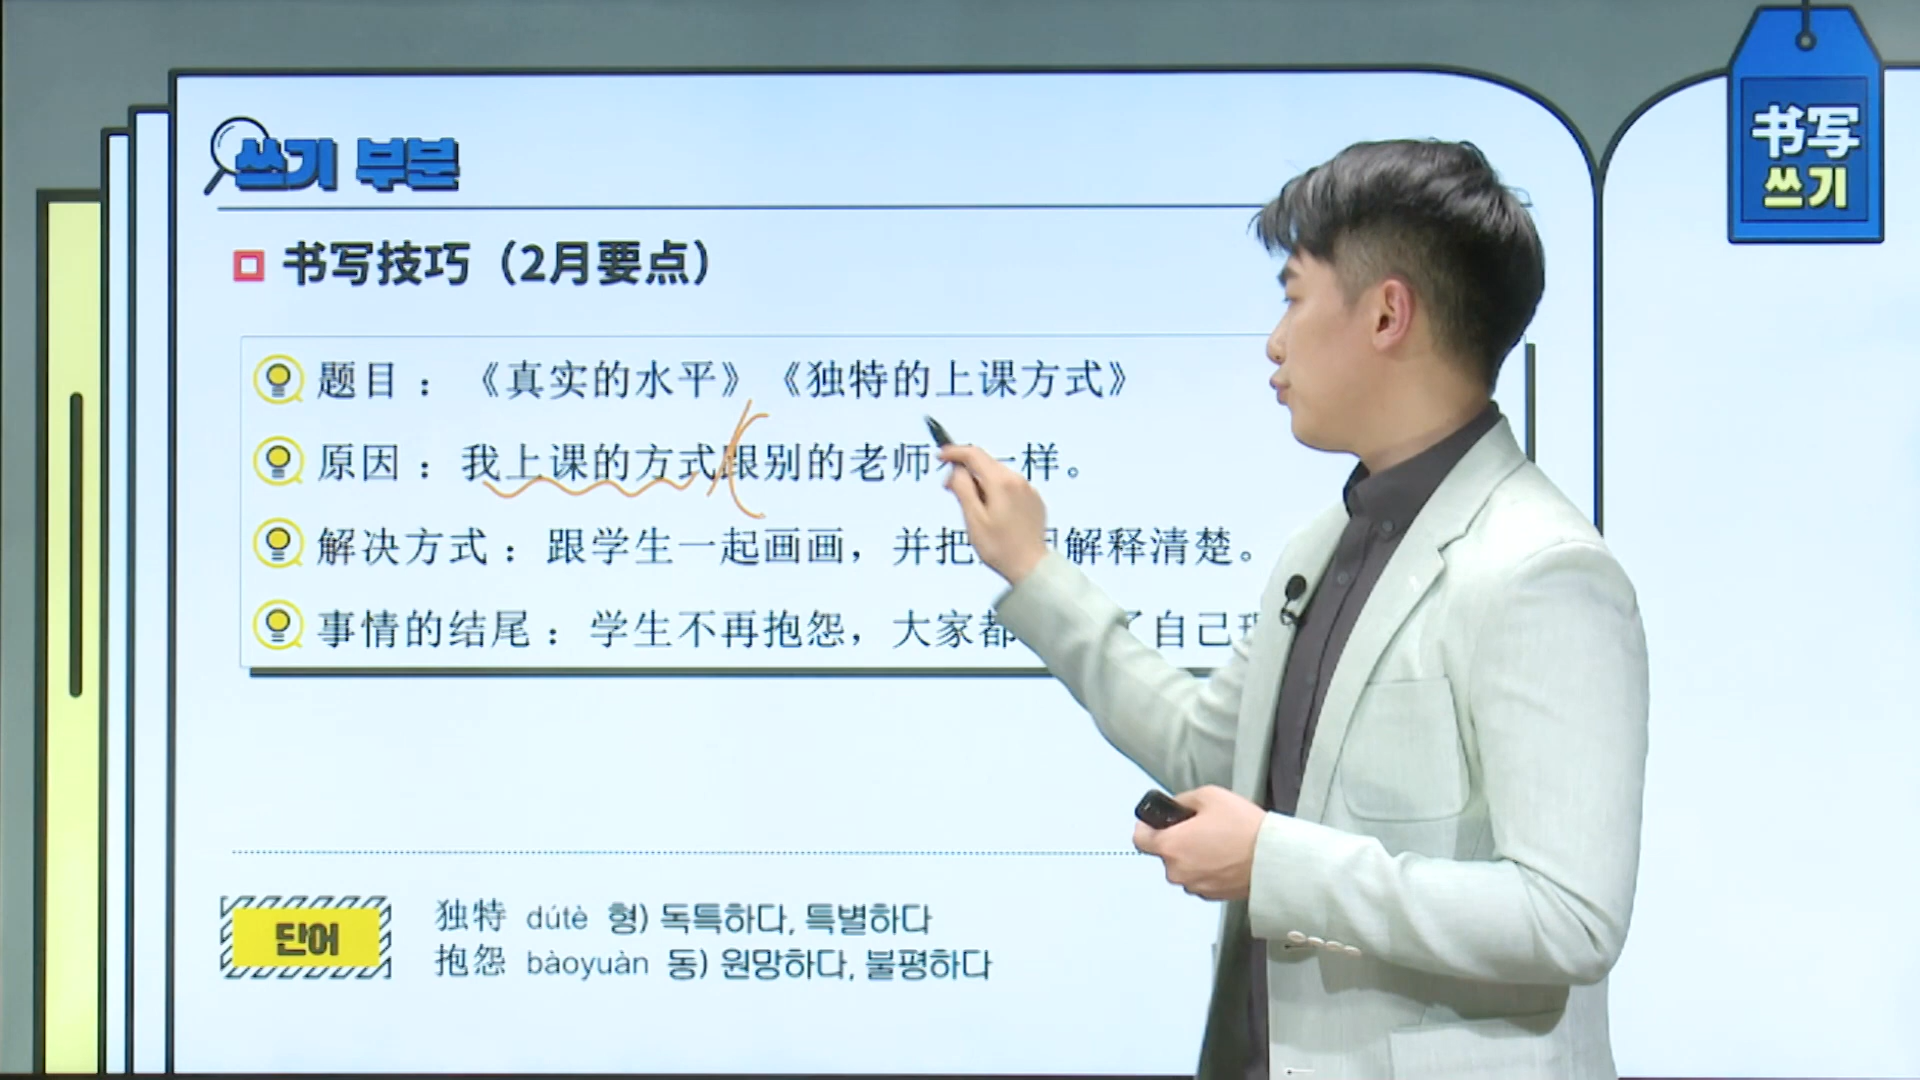 书写
쓰기
쓰기 부분
书写技巧（2月要点）
题目：《真实的水平》《独特的上课方式》
原因：我上课的方式跟别的老师 一样。
解决方式：跟学生一起画画，并把 解释清楚。
事情的结尾：学生不再抱怨，大家都 了自己
단어
独特 dútè 형) 독특하다, 특별하다
抱怨 bàoyuàn 동) 원망하다, 불평하다